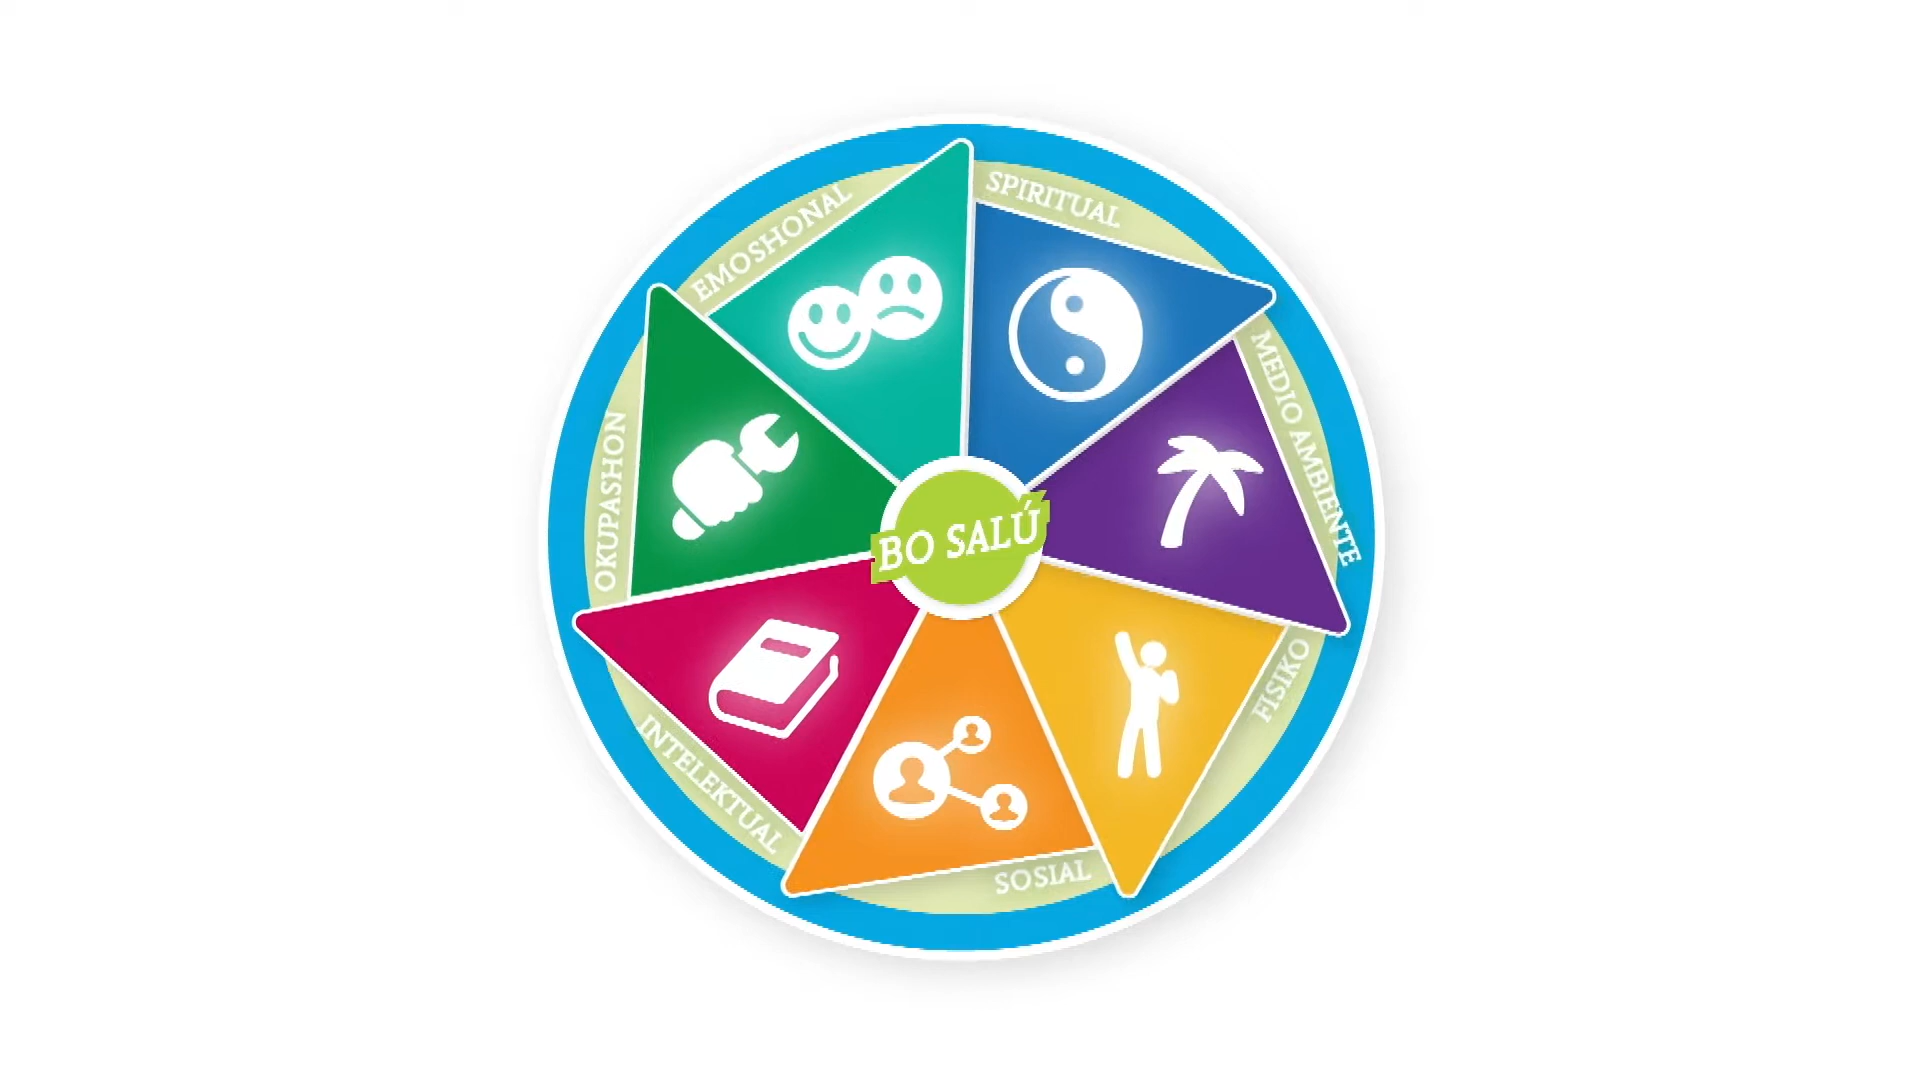 SPIRITUAL
MEDIO AMBIENTE
FISIKO
SOSIAL
INTELEKTUAL
OKUPASHON
EMOSHONAL
BO SALÚ